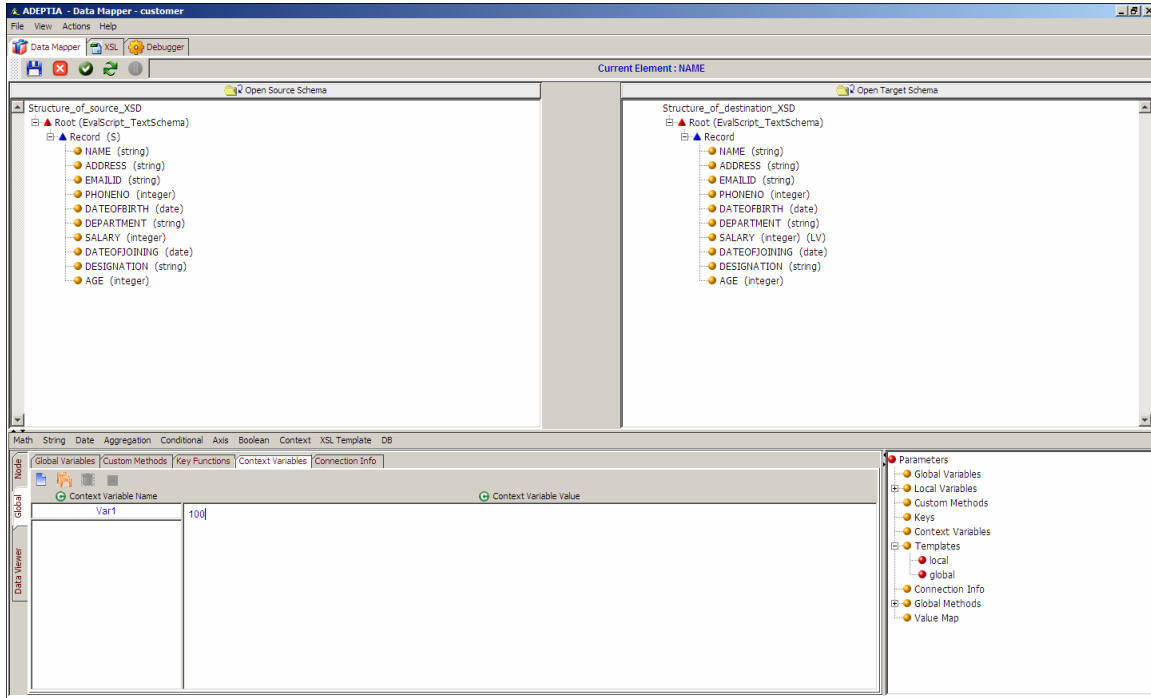 ADEPTIA - Data Mapper - customer
File View Actions Help
Data Mapper XSL Debugger
Current Element : NAME
Open Source Schema
Open Target Schema
Structure_of_source_XSD
Root (EvalScript_TextSchema)
Record (S)
NAME (string)
ADDRESS (string)
EMAILID (string)
PHONENO (integer)
DATEOFBIRTH (date)
DEPARTMENT (string)
SALARY (integer)
DATEOFJOINING (date)
DESIGNATION (string)
AGE (integer)
Structure_of_destination_XSD
Root (EvalScript_TextSchema)
Record
NAME (string)
ADDRESS (string)
EMAILID (string)
PHONENO (integer)
DATEOFBIRTH (date)
DEPARTMENT (string)
SALARY (integer) (LV)
DATEOFJOINING (date)
DESIGNATION (string)
AGE (integer)
Math String Date Aggregation Conditional Axis Boolean Context XSL Template DB
Node
Global
Data Viewer
Global Variables Custom Methods Key Functions Context Variables Connection Info
Context Variable Name Context Variable Value
Var1 100
Parameters
Global Variables
Local Variables
Custom Methods
Keys
Context Variables
Templates
local
global
Connection Info
Global Methods
Value Map